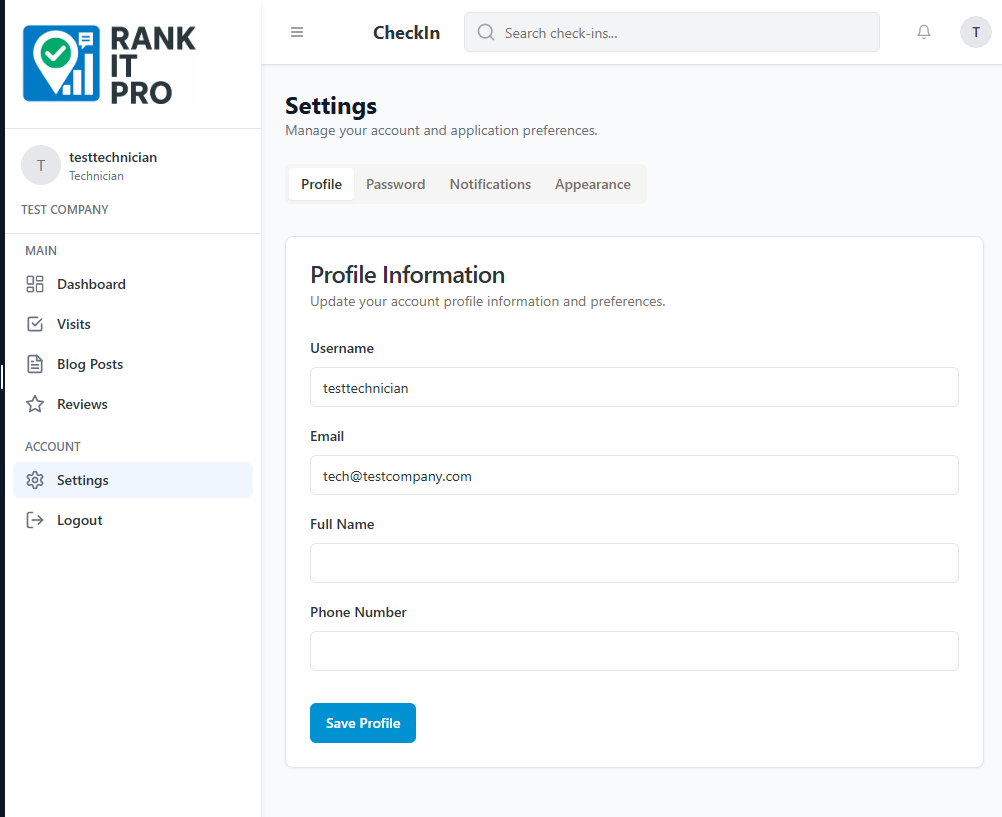 RANK
IT
PRO
T
testtechnician
Technician
TEST COMPANY
MAIN
Dashboard
Visits
Blog Posts
Reviews
ACCOUNT
Settings
Logout
CheckIn
Search check-ins...
T
Settings
Manage your account and application preferences.
Profile
Password
Notifications
Appearance
Profile Information
Update your account profile information and preferences.
Username
testtechnician
Email
tech@testcompany.com
Full Name
Phone Number
Save Profile